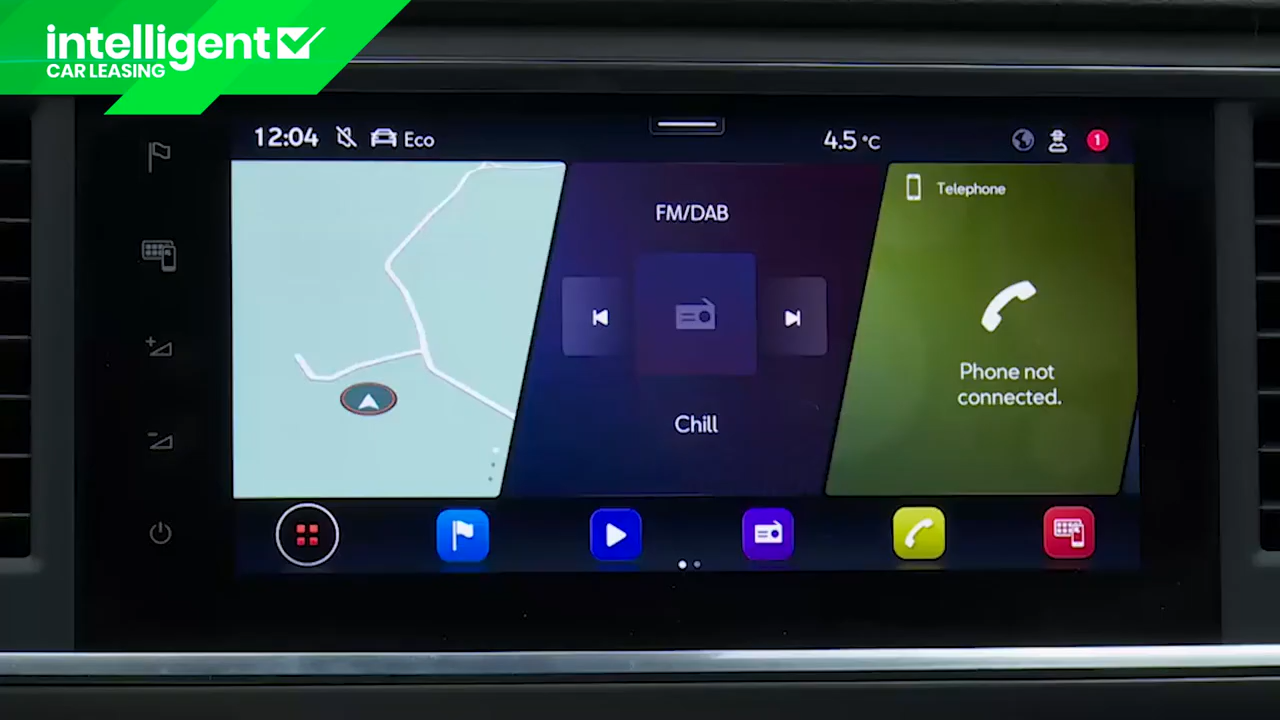 intelligent
CAR LEASING
12:04 Eco 4.5 °C 1
Telephone
FM/DAB
Phone not
connected.
Chill